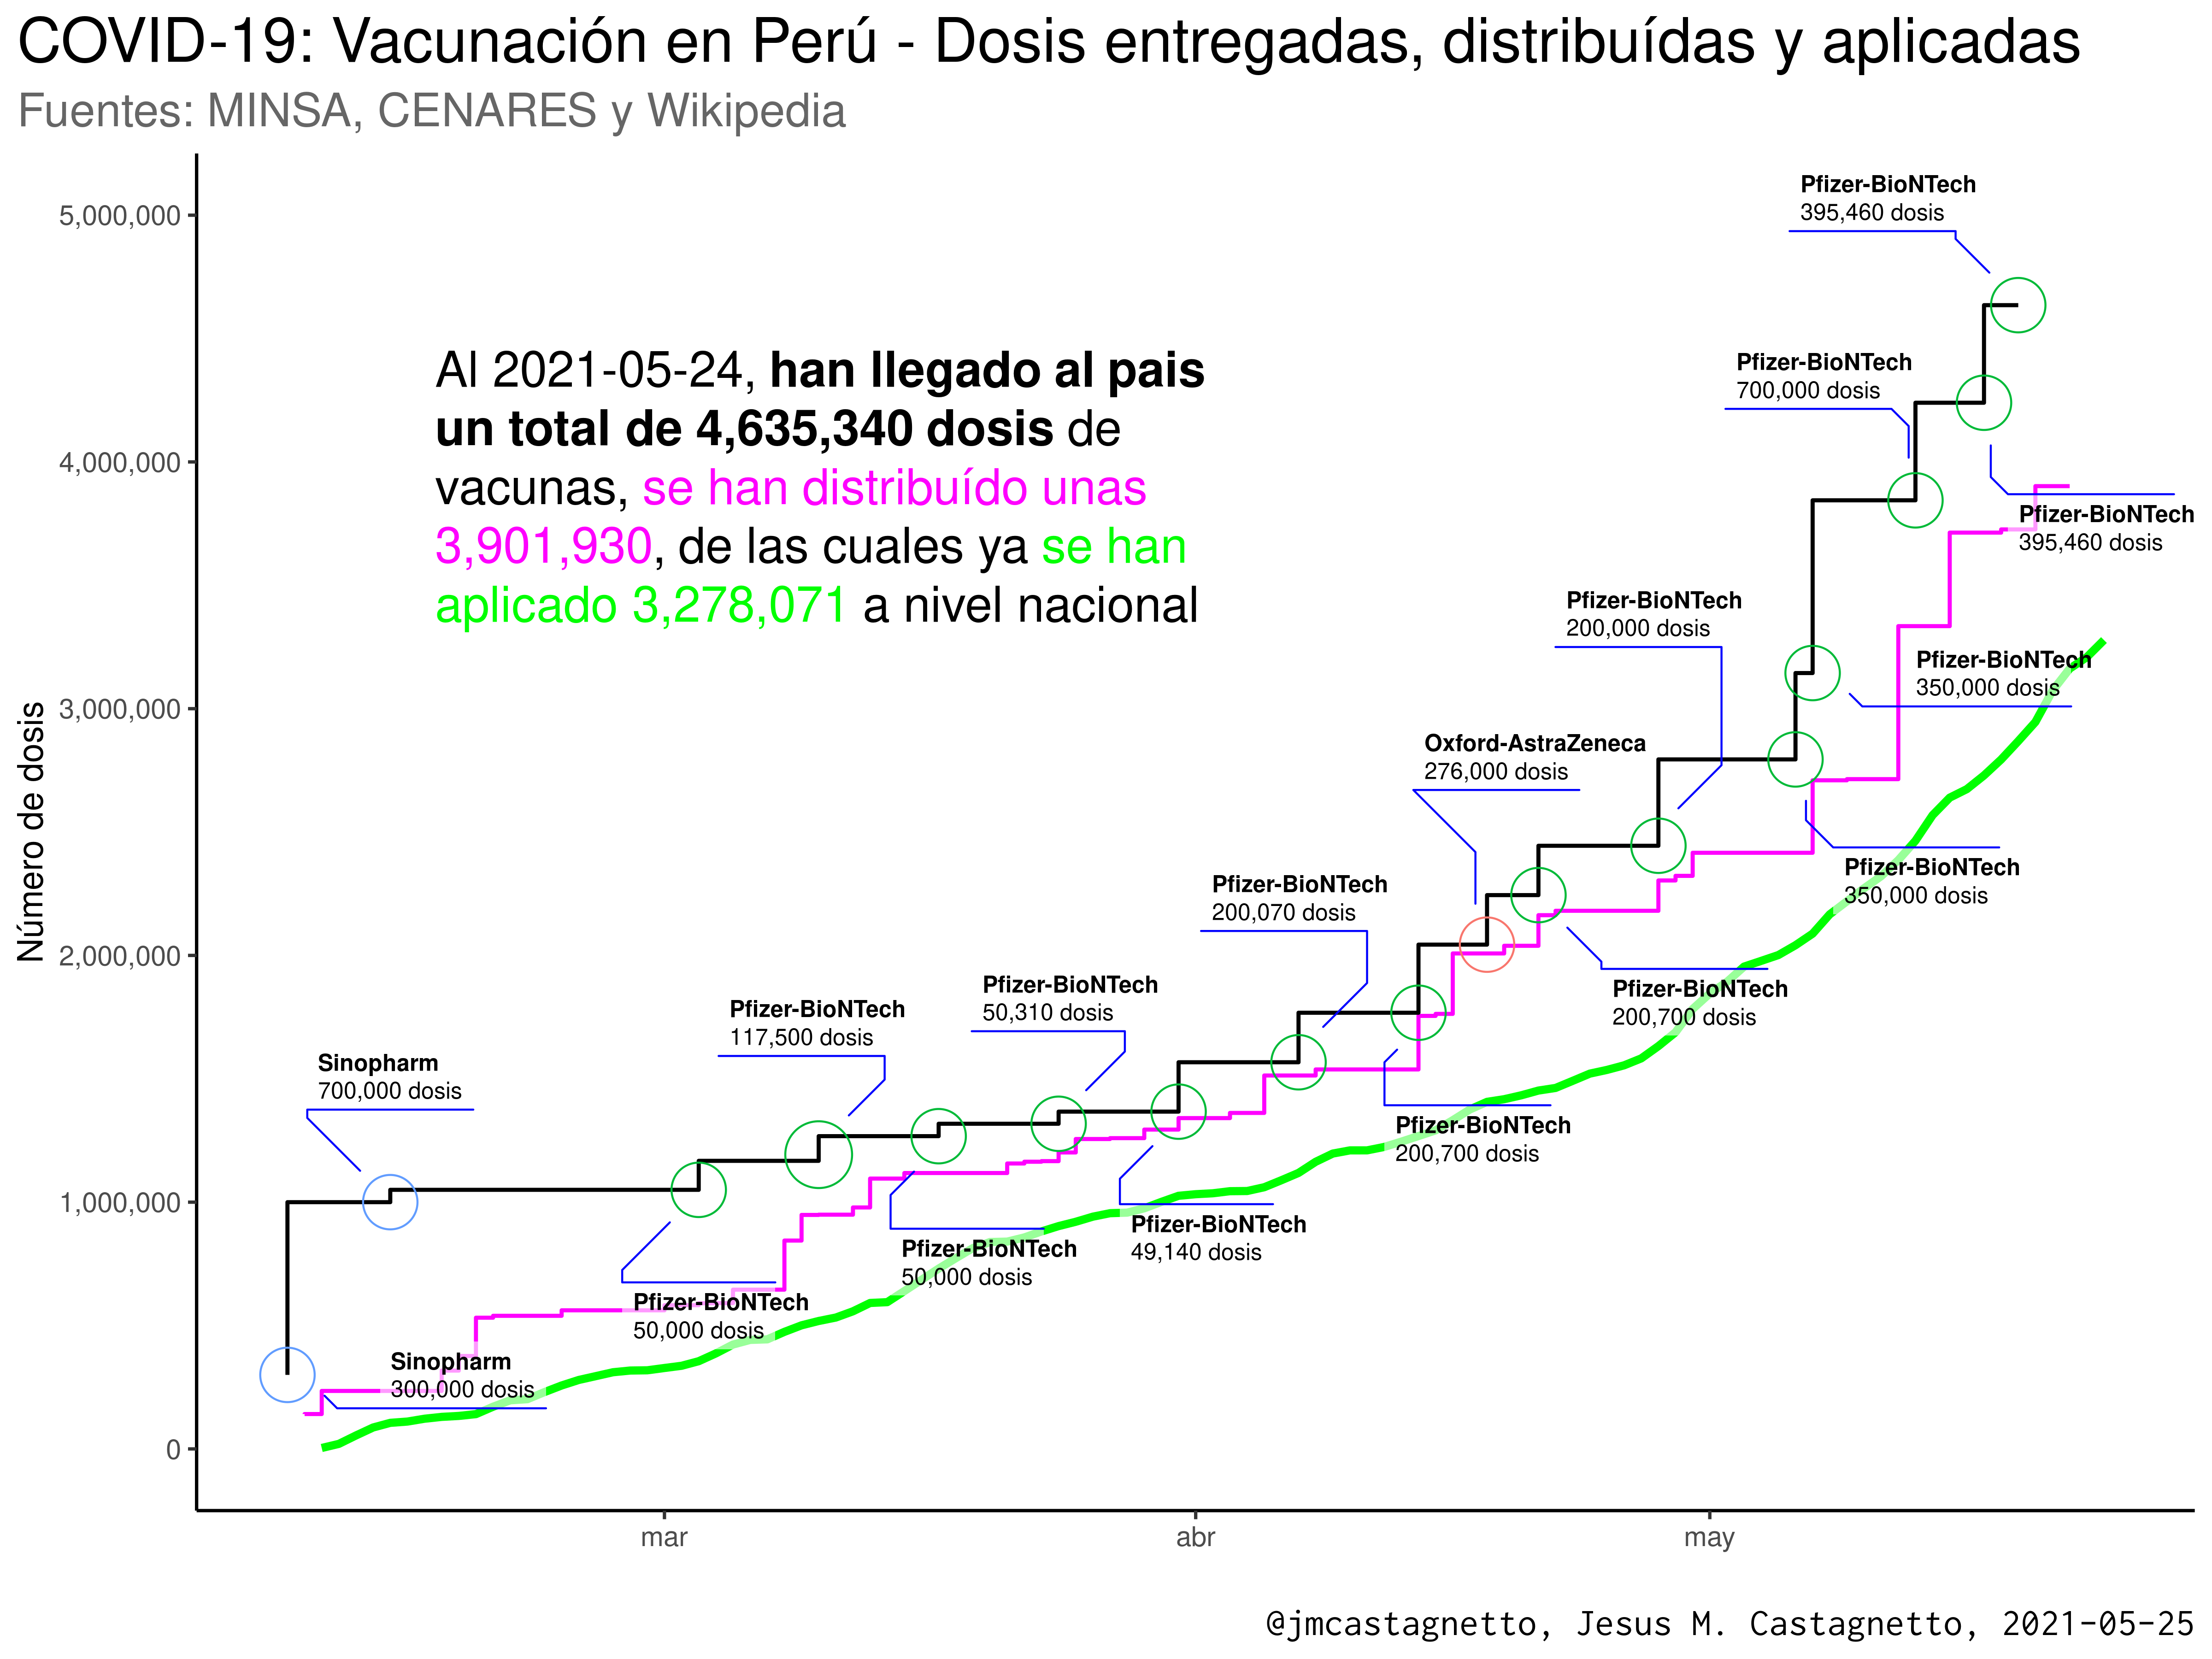 COVID-19: Vacunación en Perú - Dosis entregadas, distribuídas y aplicadas
Fuentes: MINSA, CENARES y Wikipedia
Número de dosis
5,000,000
4,000,000
3,000,000
2,000,000
1,000,000
0
Al 2021-05-24, han llegado al pais
un total de 4,635,340 dosis de
vacunas, se han distribuído unas
3,901,930, de las cuales ya se han
aplicado 3,278,071 a nivel nacional
Pfizer-BioNTech
395,460 dosis
Pfizer-BioNTech
700,000 dosis
Pfizer-BioNTech
395,460 dosis
Pfizer-BioNTech
200,000 dosis
Pfizer-BioNTech
350,000 dosis
Oxford-AstraZeneca
276,000 dosis
Pfizer-BioNTech
350,000 dosis
Pfizer-BioNTech
200,070 dosis
Pfizer-BioNTech
200,700 dosis
Pfizer-BioNTech
50,310 dosis
Pfizer-BioNTech
117,500 dosis
Sinopharm
700,000 dosis
Pfizer-BioNTech
200,700 dosis
Pfizer-BioNTech
49,140 dosis
Pfizer-BioNTech
50,000 dosis
Pfizer-BioNTech
50,000 dosis
Sinopharm
300,000 dosis
mar
abr
may
@jmcastagnetto, Jesus M. Castagnetto, 2021-05-25